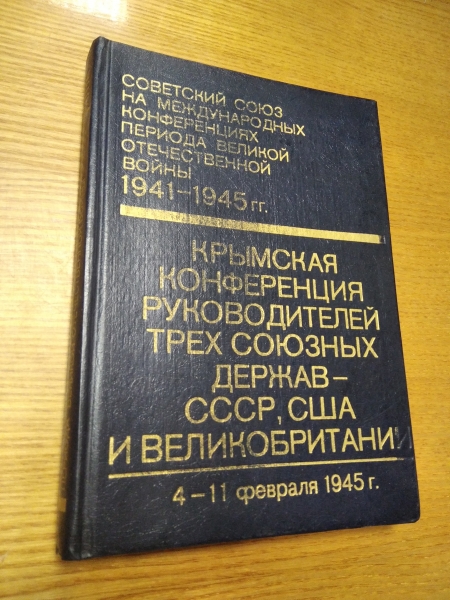 СОВЕТСКИЙ СОЮЗ
НА МЕЖДУНАРОДНЫХ
КОНФЕРЕНЦИЯХ
ПЕРИОДА ВЕЛИКОЙ
ОТЕЧЕСТВЕННОЙ
ВОЙНЫ
1941–1945 гг.
КРЫМСКАЯ
КОНФЕРЕНЦИЯ
РУКОВОДИТЕЛЕЙ
ТРЕХ СОЮЗНЫХ
ДЕРЖАВ–
СССР, США
И ВЕЛИКОБРИТАНИИ
4–11 февраля 1945 г.